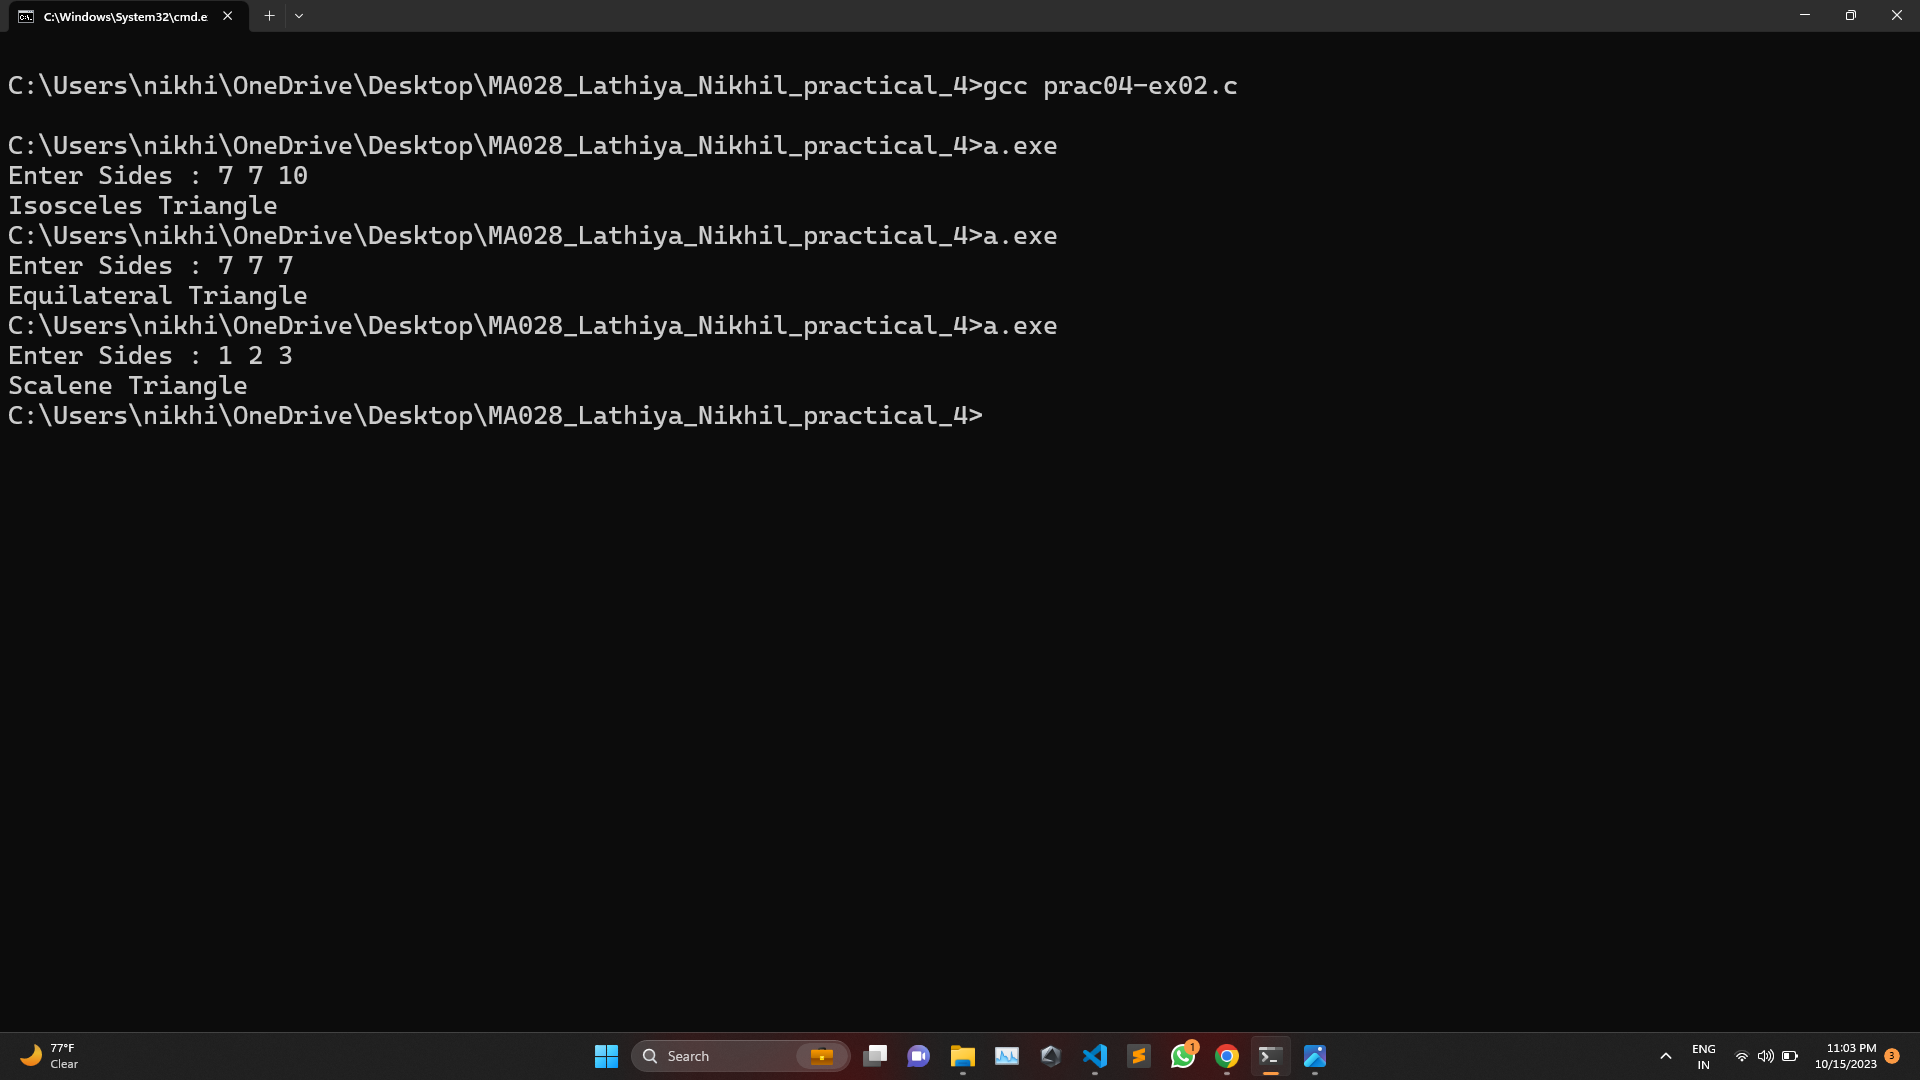 C:\Windows\System32\cmd.e
C:\Users\nikhi\OneDrive\Desktop\MA028_Lathiya_Nikhil_practical_4>gcc prac04-ex02.c
C:\Users\nikhi\OneDrive\Desktop\MA028_Lathiya_Nikhil_practical_4>a.exe
Enter Sides : 7 7 10
Isosceles Triangle
C:\Users\nikhi\OneDrive\Desktop\MA028_Lathiya_Nikhil_practical_4>a.exe
Enter Sides : 7 7 7
Equilateral Triangle
C:\Users\nikhi\OneDrive\Desktop\MA028_Lathiya_Nikhil_practical_4>a.exe
Enter Sides : 1 2 3
Scalene Triangle
C:\Users\nikhi\OneDrive\Desktop\MA028_Lathiya_Nikhil_practical_4>
77°F
Clear
Search
1
ENG
IN
11:03 PM
10/15/2023
3